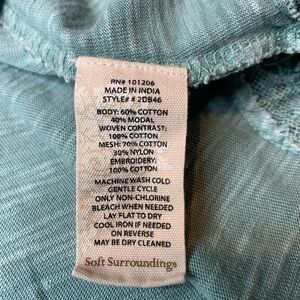 RN# 101206
MADE IN INDIA
STYLE# # 2DB46
BODY: 60% COTTON
40% MODAL
WOVEN CONTRAST:
100% COTTON
MESH: 70% COTTON
30% NYLON
EMBROIDERY:
100% COTTON
MACHINE WASH COLD
GENTLE CYCLE
ONLY NON-CHLORINE
BLEACH WHEN NEEDED
LAY FLAT TO DRY
COOL IRON IF NEEDED
ON REVERSE
MAY BE DRY CLEANED
Soft Surroundings